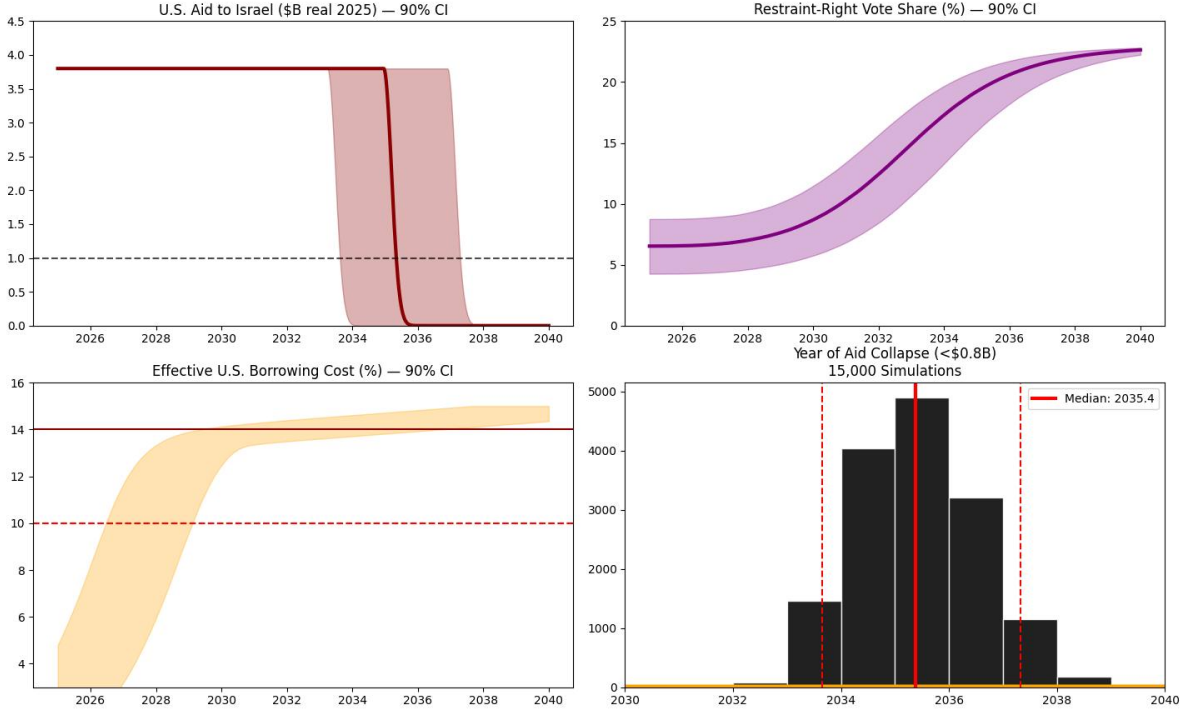 U.S. Aid to Israel ($B real 2025) — 90% CI
4.5
4.0
3.5
3.0
2.5
2.0
1.5
1.0
0.5
0.0
2026 2028 2030 2032 2034 2036 2038 2040
Restraint-Right Vote Share (%) — 90% CI
25
20
15
10
5
0
2026 2028 2030 2032 2034 2036 2038 2040
Effective U.S. Borrowing Cost (%) — 90% CI
16
14
12
10
8
6
4
2026 2028 2030 2032 2034 2036 2038 2040
Year of Aid Collapse (<$0.8B)
15,000 Simulations
Median: 2035.4
5000
4000
3000
2000
1000
0
2030 2032 2034 2036 2038 2040